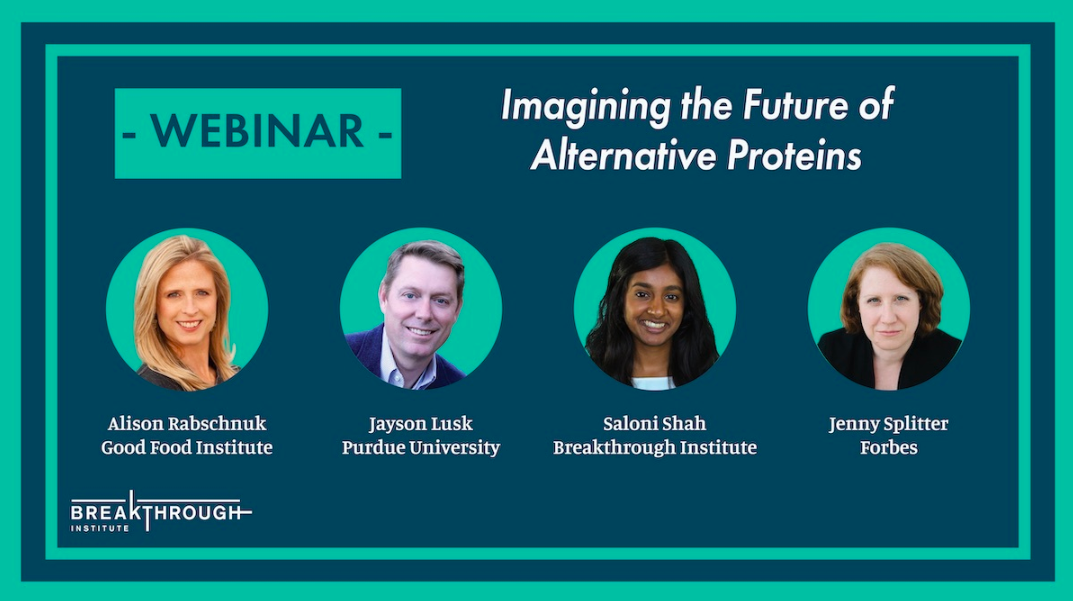 - WEBINAR -
Imagining the Future of
Alternative Proteins
Alison Rabschnuk
Good Food Institute
Jayson Lusk
Purdue University
Saloni Shah
Breakthrough Institute
Jenny Splitter
Forbes
BREAKTHROUGH
INSTITUTE